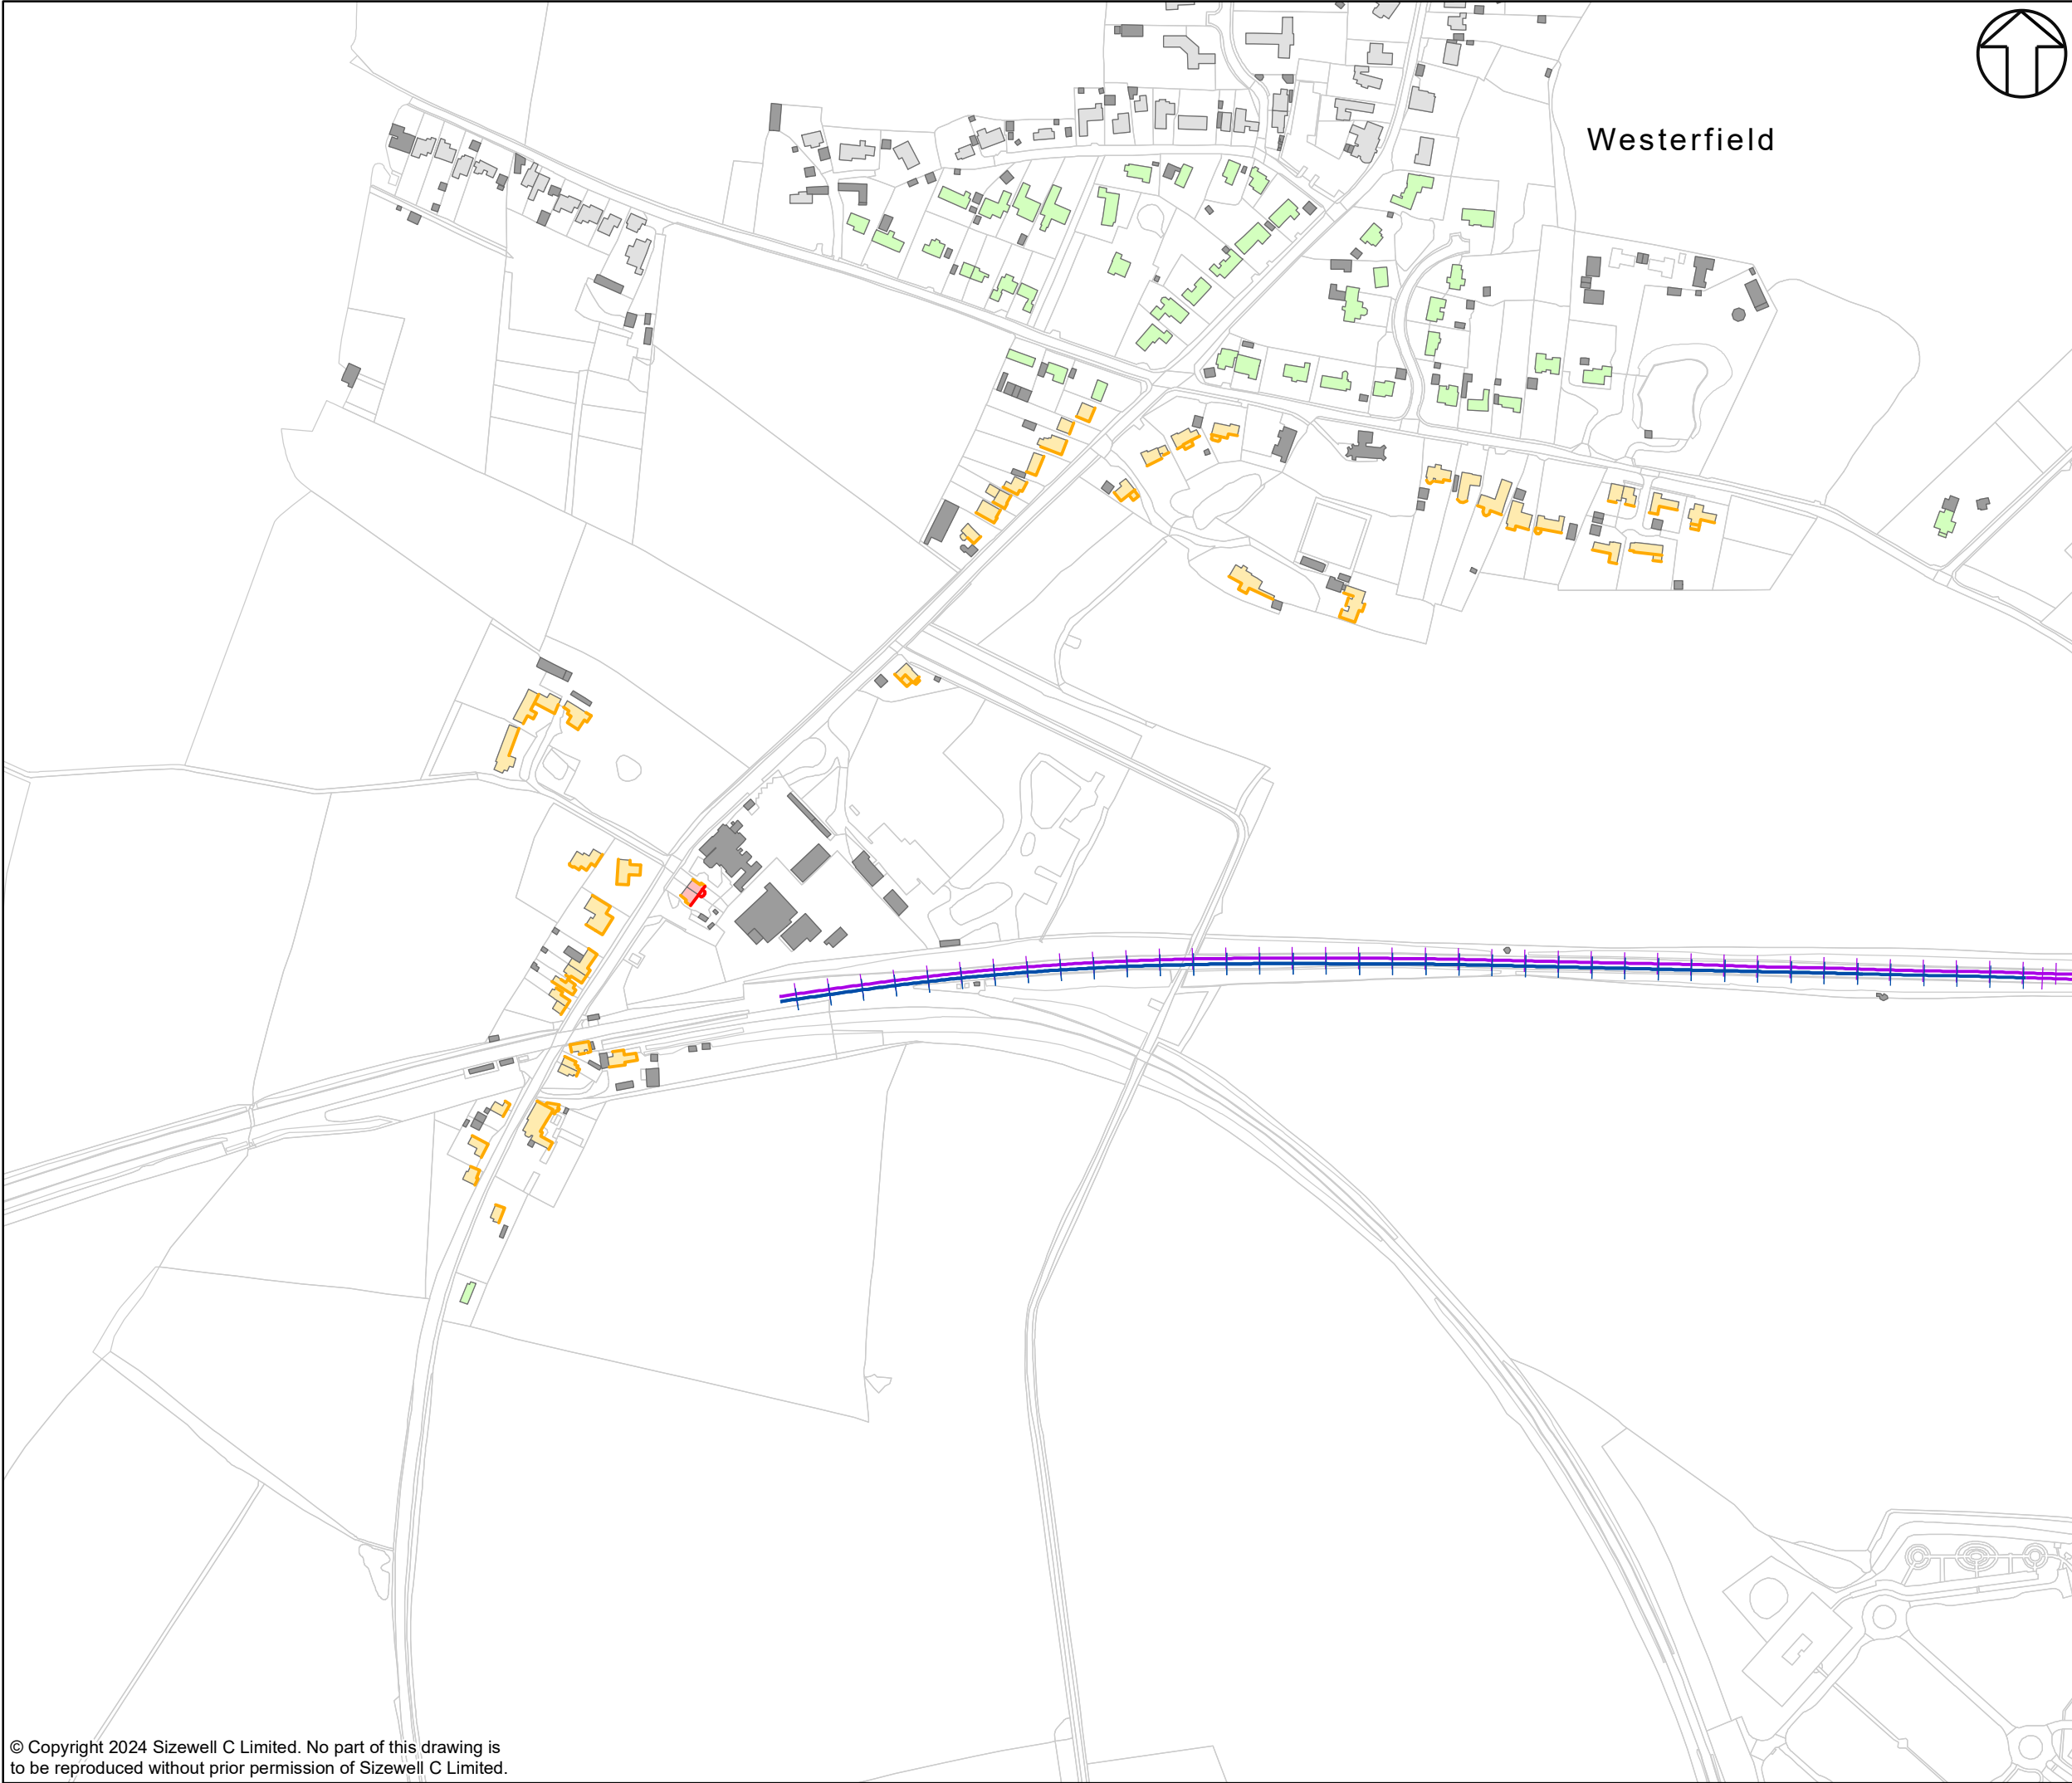 Westerfield
© Copyright 2024 Sizewell C Limited. No part of this drawing is
to be reproduced without prior permission of Sizewell C Limited.